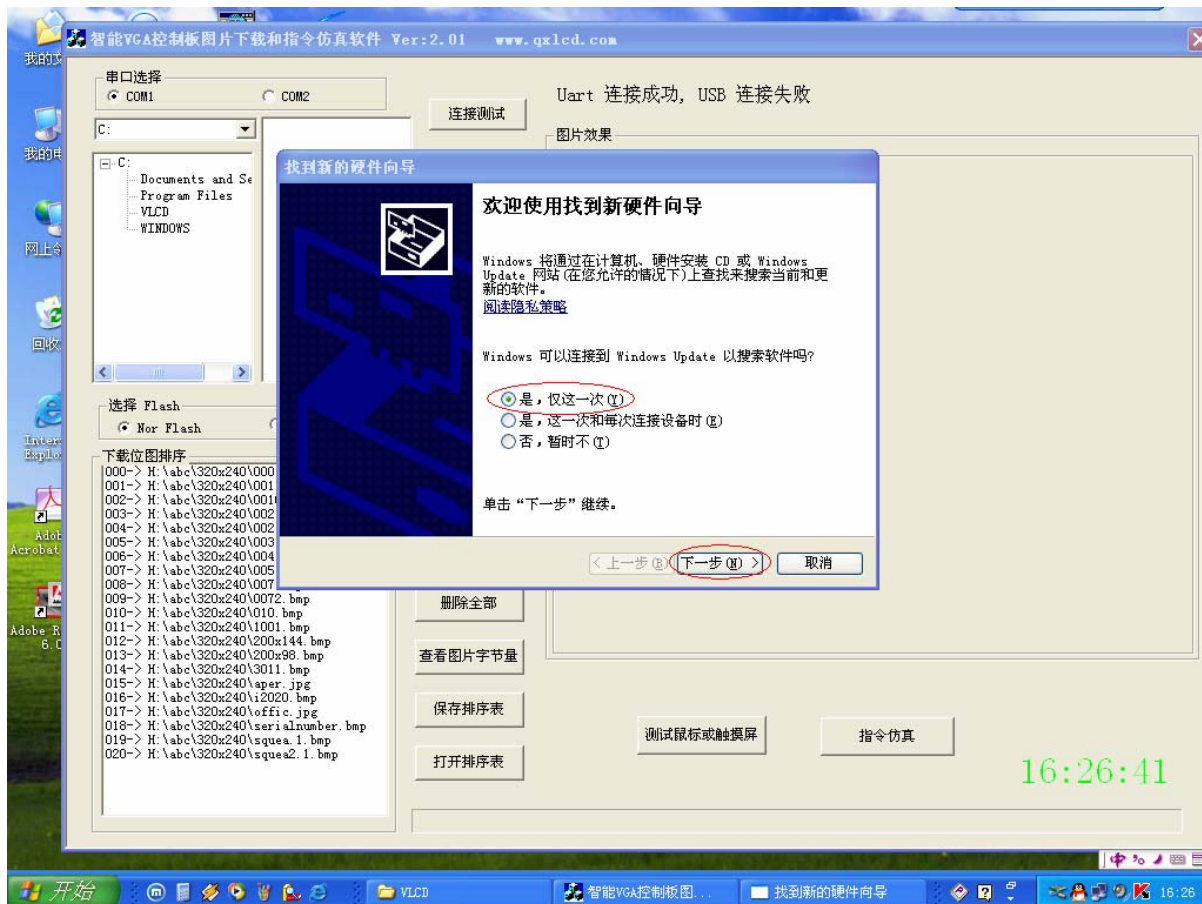 智能VGA控制板图片下载和指令仿真软件 Ver:2.01 www.qxlcd.com
串口选择
COM1
COM2
连接测试
Uart 连接成功, USB 连接失败
C:
图片效果
C:
Documents and Se
Program Files
VLCD
WINDOWS
找到新的硬件向导
欢迎使用找到新硬件向导
Windows 将通过在计算机、硬件安装 CD 或 Windows
Update 网站(在您允许的情况下)上查找来搜索当前和更
新的软件。
阅读隐私策略
Windows 可以连接到 Windows Update 以搜索软件吗?
是，仅这一次(Y)
是，这一次和每次连接设备时(E)
否，暂时不(T)
单击“下一步”继续。
< 上一步(B)
下一步(N) >
取消
选择 Flash
Nor Flash
下载位图排序
000-> H:\abc\320x240\000
001-> H:\abc\320x240\001
002-> H:\abc\320x240\001
003-> H:\abc\320x240\002
004-> H:\abc\320x240\002
005-> H:\abc\320x240\003
006-> H:\abc\320x240\004
007-> H:\abc\320x240\005
008-> H:\abc\320x240\007
009-> H:\abc\320x240\0072.bmp
010-> H:\abc\320x240\010.bmp
011-> H:\abc\320x240\1001.bmp
012-> H:\abc\320x240\200x144.bmp
013-> H:\abc\320x240\200x98.bmp
014-> H:\abc\320x240\3011.bmp
015-> H:\abc\320x240\aper.jpg
016-> H:\abc\320x240\i2020.bmp
017-> H:\abc\320x240\offic.jpg
018-> H:\abc\320x240\serialnumber.bmp
019-> H:\abc\320x240\squea.1.bmp
020-> H:\abc\320x240\squea2.1.bmp
删除全部
查看图片字节量
保存排序表
打开排序表
测试鼠标或触摸屏
指令仿真
16:26:41
我的
我的电
网上
回收
Inter
Explo
Adob
Acrobat
Adobe R
6.0
开始
VLCD
智能VGA控制板图...
找到新的硬件向导
中
16:26